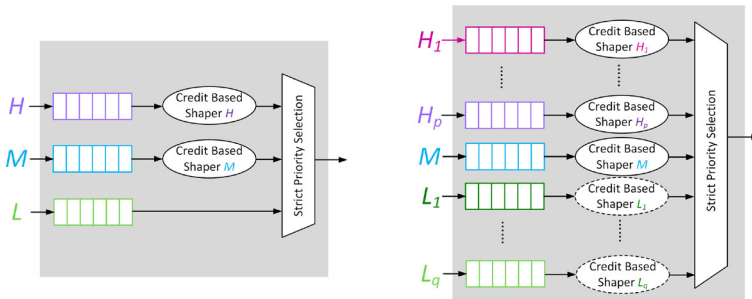 H
Credit Based
Shaper H
M
Credit Based
Shaper M
L
Strict Priority Selection
H1
Credit Based
Shaper H1
Hp
Credit Based
Shaper Hp
M
Credit Based
Shaper M
L1
Credit Based
Shaper L1
Lq
Credit Based
Shaper Lq
Strict Priority Selection